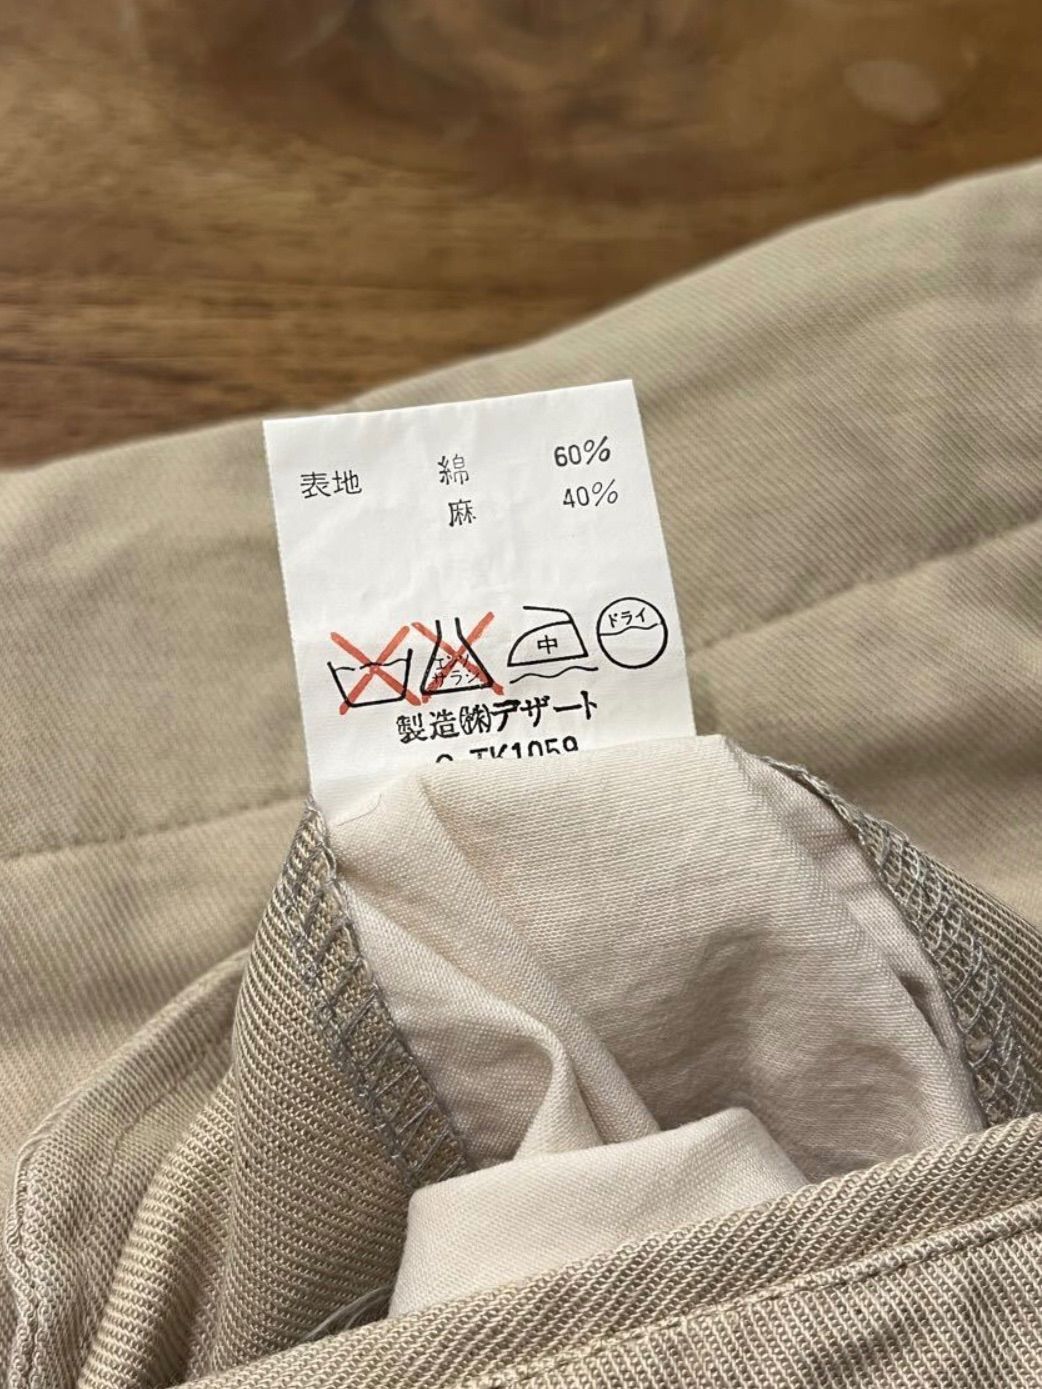 表地 綿 60%
麻 40%
エンソ
サラシ
中
ドライ
製造㈱デザート
TK1059